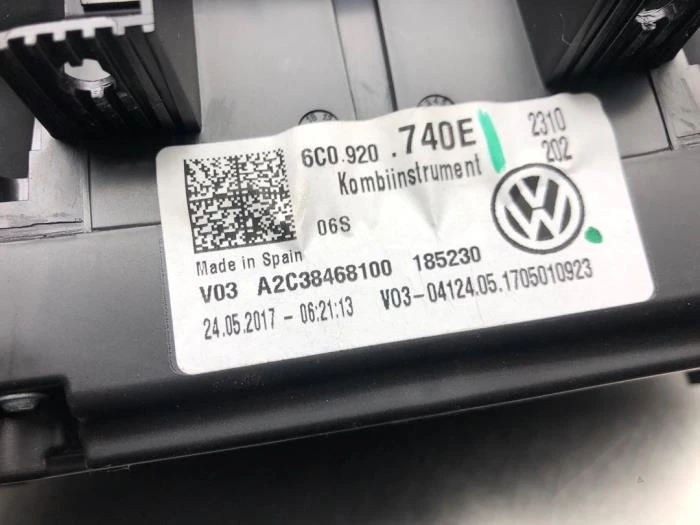 6C0.920 .740E
Kombiinstrument
2310
202
06S
Made in Spain
V03 A2C38468100 185230
24.05.2017 - 06:21:13 V03-04124.05.1705010923